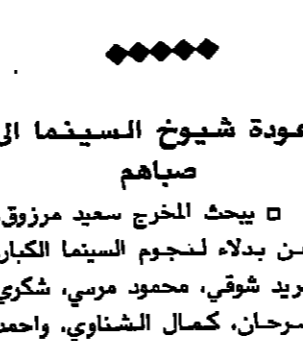 عودة شيوخ السينما الى
صباهم
□ يبحث المخرج سعيد مرزوق،
عن بدلاء لنجوم السينما الكبار
فريد شوقي، محمود مرسي، شكري
سرحان، كمال الشناوي، واحمد